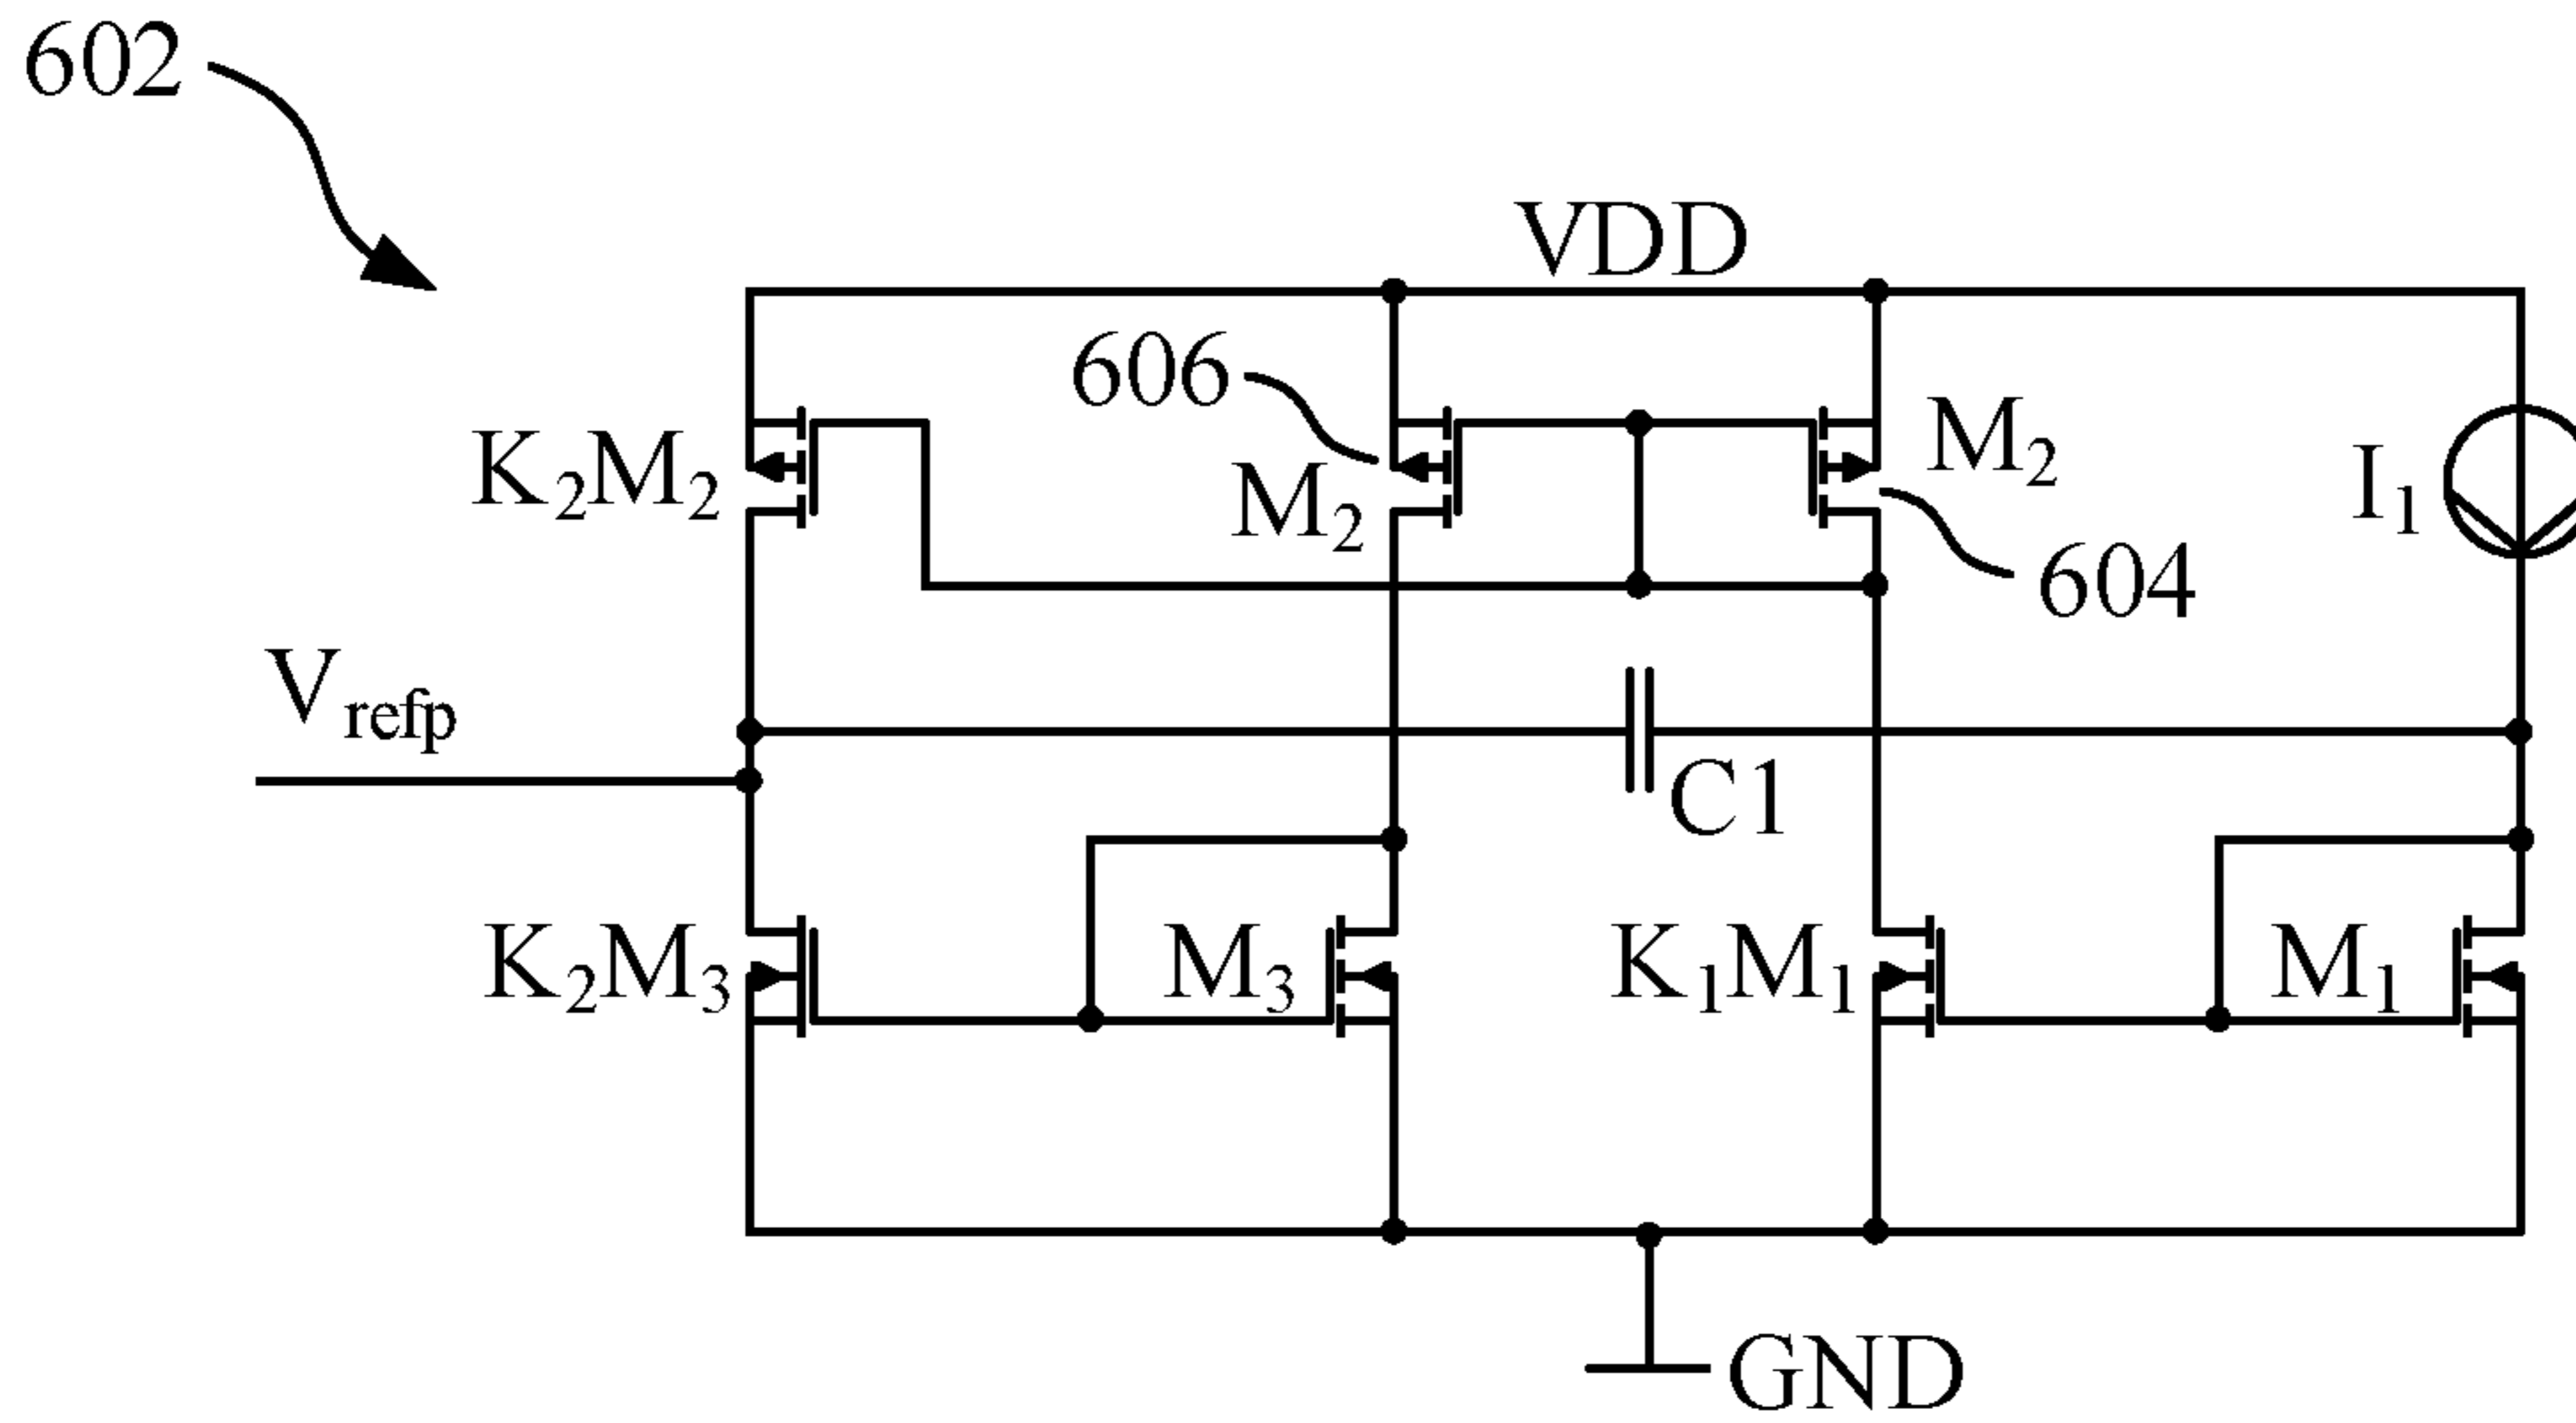 602
VDD
606
K₂M₂
M₂
M₂
I₁
604
Vrefp
C1
K₂M₃
M₃
K₁M₁
M₁
GND